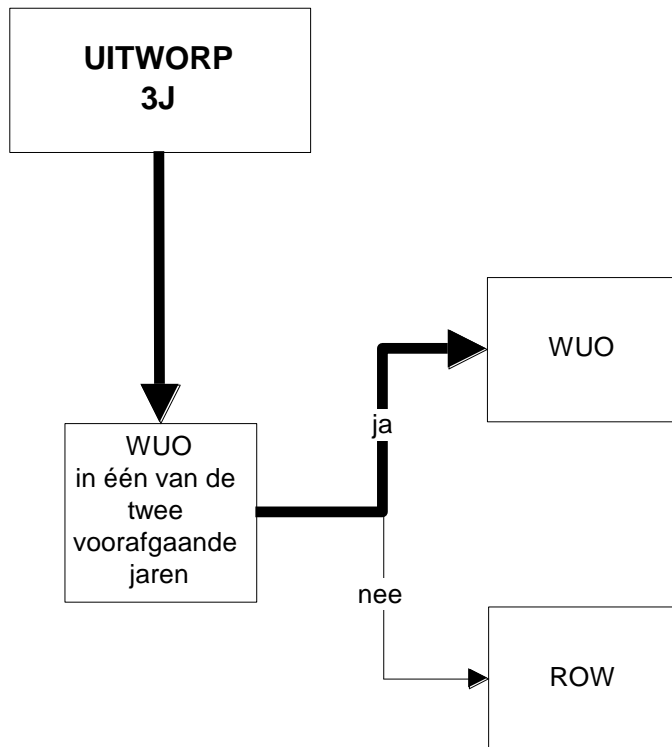 UITWORP
3J
WUO
ja
WUO
in één van de
twee
voorafgaande
jaren
nee
ROW